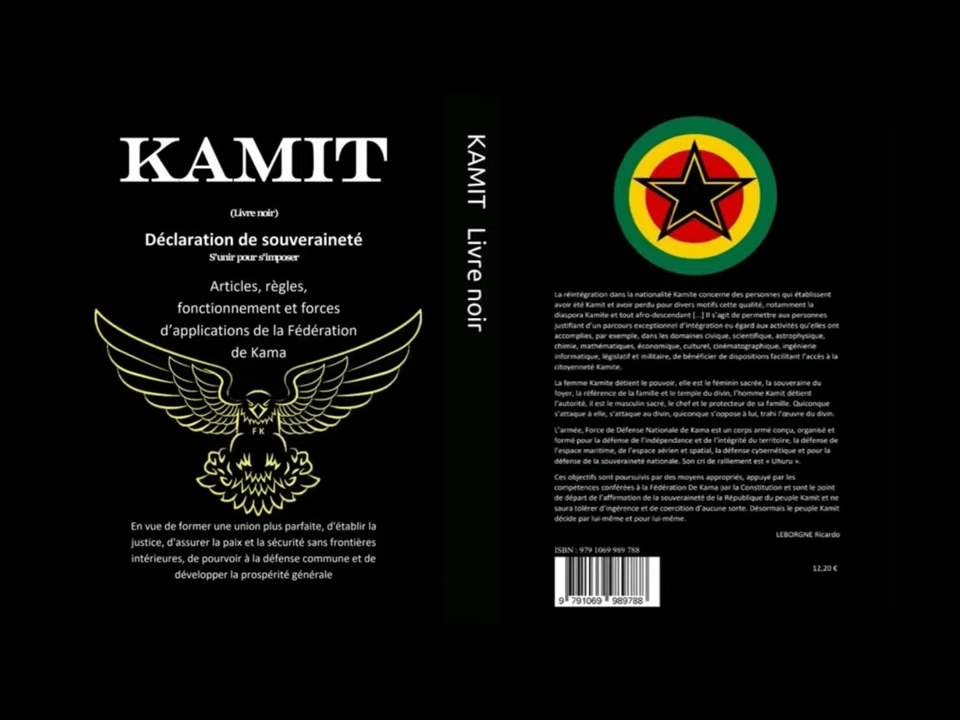 KAMIT
(Livre noir)
Déclaration de souveraineté
S'unir pour s'imposer
Articles, règles,
fonctionnement et forces
d'applications de la Fédération
de Kama
F K
En vue de former une union plus parfaite, d'établir la
justice, d'assurer la paix et la sécurité sans frontières
intérieures, de pourvoir à la défense commune et de
développer la prospérité générale
KAMIT Livre noir
La réintégration dans la nationalité Kamite concerne des personnes qui établissent
avoir été Kamit et avoir perdu pour divers motifs cette qualité, notamment la
diaspora Kamite et tout afro-descendant [...] Il s'agit de permettre aux personnes
justifiant d'un parcours exceptionnel d'intégration eu égard aux activités qu'elles ont
accomplies, par exemple, dans les domaines civique, scientifique, astrophysique,
chimie, mathématiques, économique, culturel, cinématographique, ingénierie
informatique, législatif et militaire, de bénéficier de dispositions facilitant l'accès à la
citoyenneté Kamite.
La femme Kamite détient le pouvoir, elle est le féminin sacrée, la souveraine du
foyer, la référence de la famille et le temple du divin, l'homme Kamit détient
l'autorité, il est le masculin sacré, le chef et le protecteur de sa famille. Quiconque
s'attaque à elle, s'attaque au divin, quiconque s'oppose à lui, trahi l'œuvre du divin.
L'armée, Force de Défense Nationale de Kama est un corps armé conçu, organisé et
formé pour la défense de l'indépendance et de l'intégrité du territoire, la défense de
l'espace maritime, de l'espace aérien et spatial, la défense cybernétique et pour la
défense de la souveraineté nationale. Son cri de ralliement est « Uhuru ».
Ces objectifs sont poursuivis par des moyens appropriés, appuyé par les
compétences conférées à la Fédération De Kama par la Constitution et sont le point
de départ de l'affirmation de la souveraineté de la République du peuple Kamit et ne
saura tolérer d'ingérence et de coercition d'aucune sorte. Désormais le peuple Kamit
décide par lui-même et pour lui-même.
LEBORGNE Ricardo
ISBN : 979 1069 989 788
12,20 €
9 791069 989788